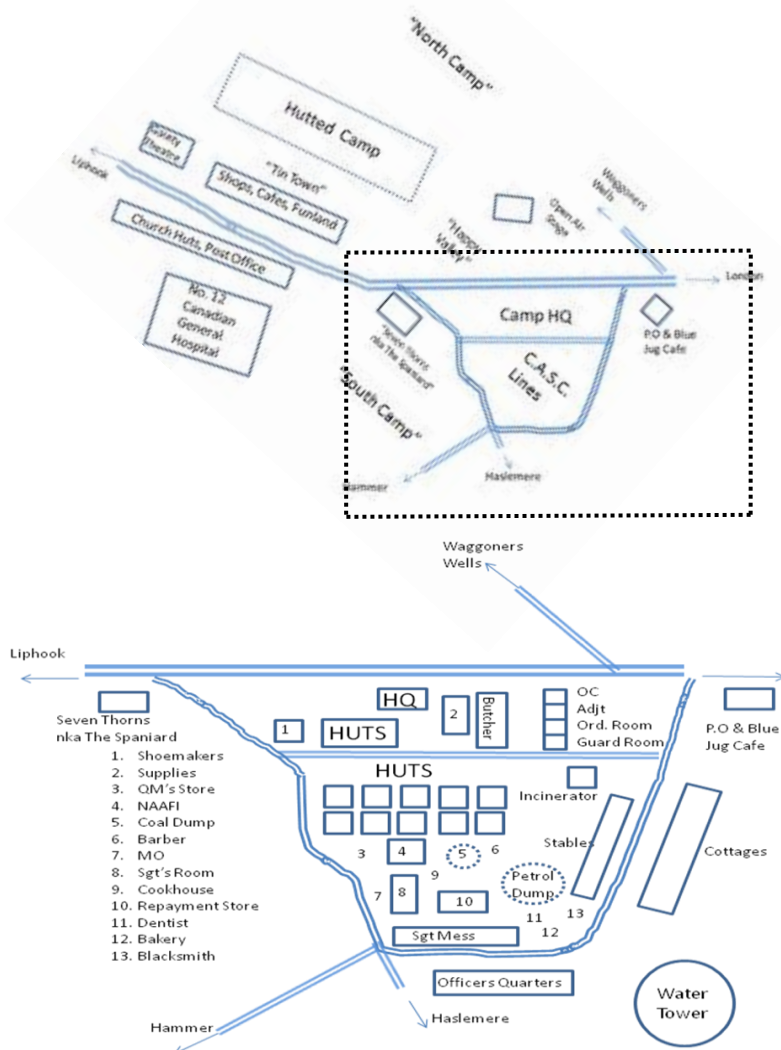 "North Camp"
Hutted Camp
Gaiety
Theatre
Liphook
"Tin Town"
Shops, Cafes, Funland
Church Huts, Post Office
No. 12
Canadian
General
Hospital
Waggoners
Wells
Open Air
Stage
"Happy
Valley"
London
Camp HQ
P.O & Blue
Jug Cafe
"Seven Thorns
nka The Spaniard"
C.A.S.C.
Lines
"South Camp"
Hammer
Haslemere
Waggoners
Wells
Liphook
Seven Thorns
nka The Spaniard
HQ
2
Butcher
OC
Adjt
Ord. Room
Guard Room
P.O & Blue
Jug Cafe
1
HUTS
1. Shoemakers
2. Supplies
3. QM's Store
4. NAAFI
5. Coal Dump
6. Barber
7. MO
8. Sgt's Room
9. Cookhouse
10. Repayment Store
11. Dentist
12. Bakery
13. Blacksmith
HUTS
Incinerator
Stables
Cottages
3
4
5
6
9
Petrol
Dump
7
8
10
11
13
12
Sgt Mess
Officers Quarters
Water
Tower
Hammer
Haslemere